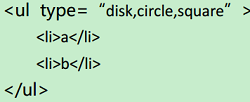 <ul type=“disk,circle,square” >
<li>a</li>
<li>b</li>
</ul>